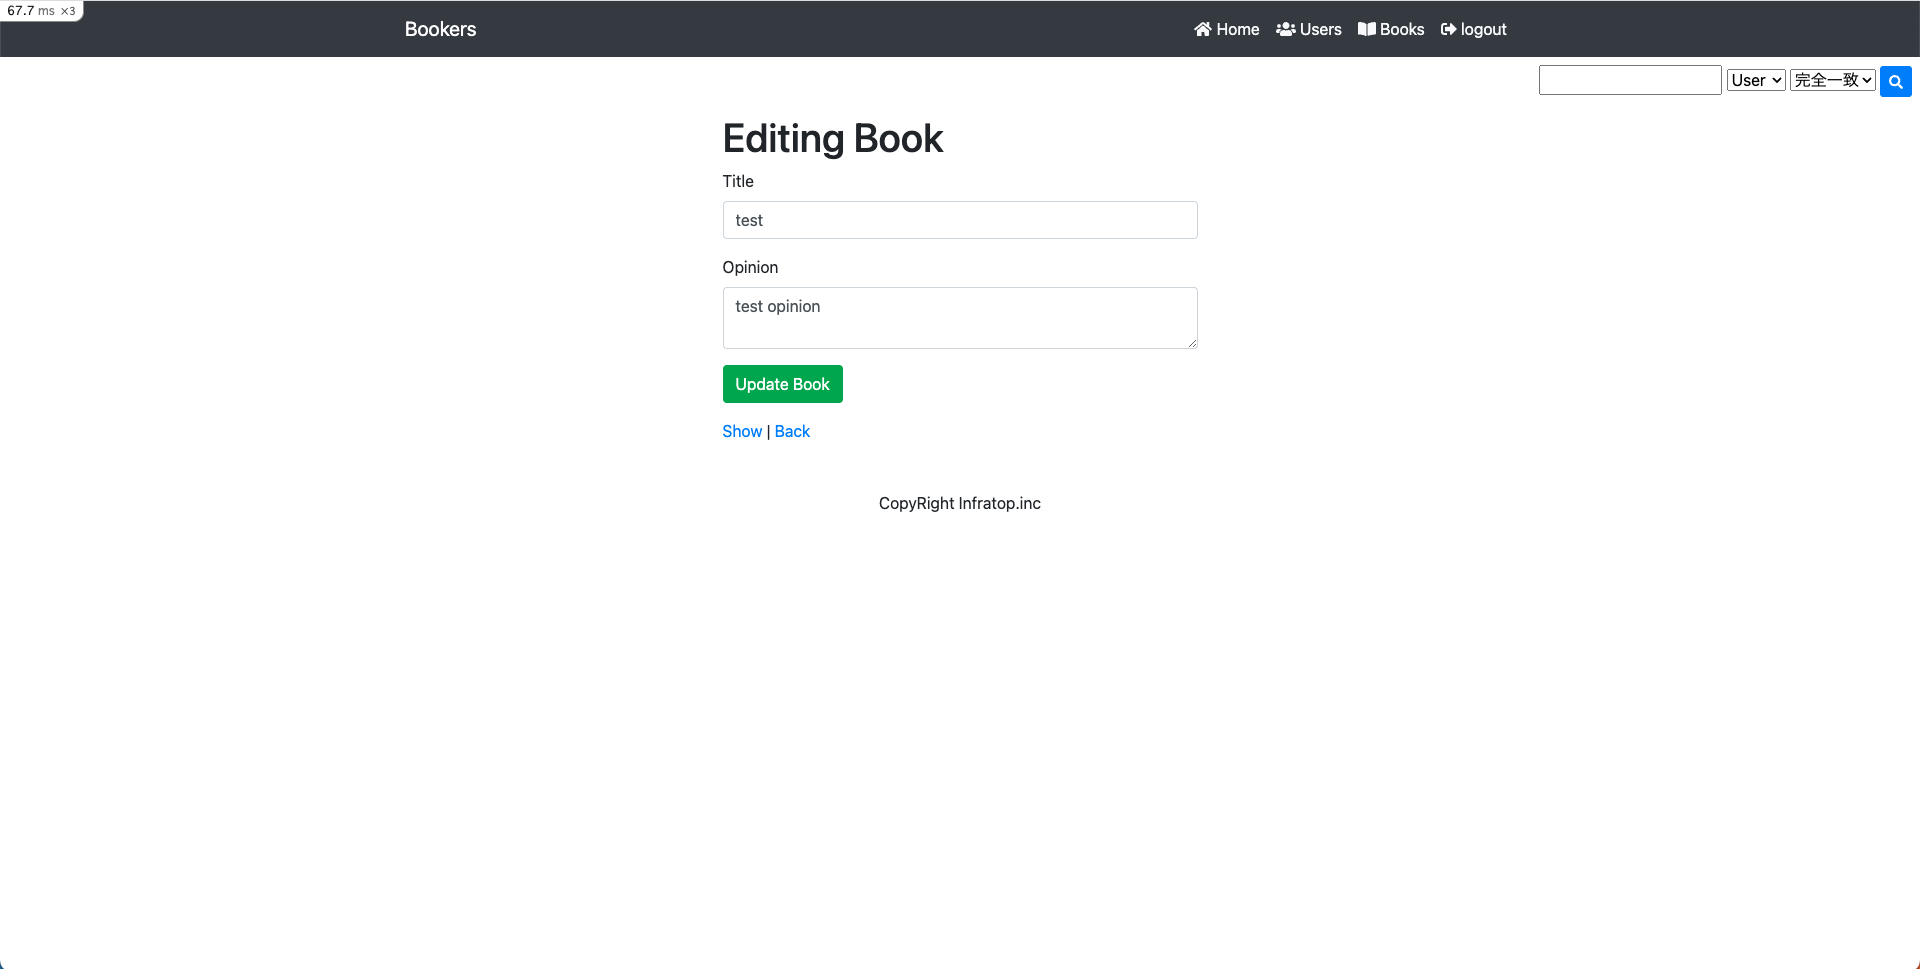 67.7 ms ×3
Bookers Home Users Books logout
User 完全一致
Editing Book
Title
test
Opinion
test opinion
Update Book
Show | Back
CopyRight Infratop.inc